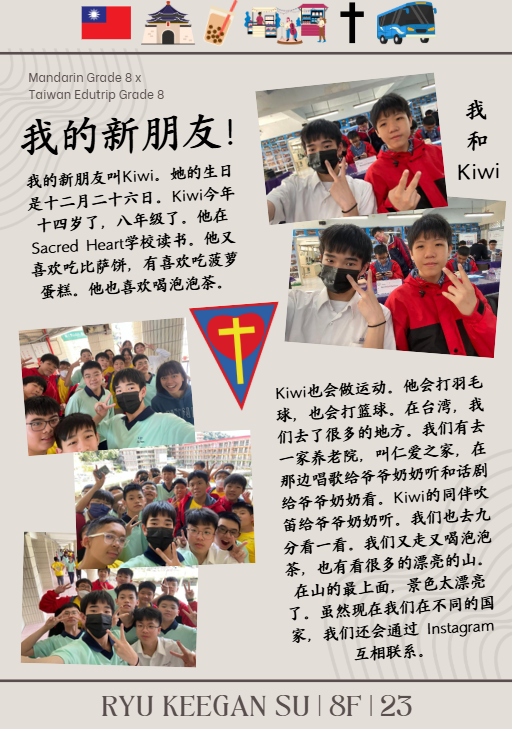 Mandarin Grade 8 x
Taiwan Edutrip Grade 8
我的新朋友!
我的新朋友叫Kiwi。她的生日
是十二月二十六日。Kiwi今年
十四岁了，八年级了。他在
Sacred Heart学校读书。他又
喜欢吃比萨饼，有喜欢吃菠萝
蛋糕。他也喜欢喝泡泡茶。
我
和
Kiwi
Kiwi也会做运动。他会打羽毛
球，也会打篮球。在台湾，我
们去了很多的地方。我们有去
一家养老院，叫仁爱之家，在
那边唱歌给爷爷奶奶听和话剧
给爷爷奶奶看。Kiwi的同伴吹
笛给爷爷奶奶听。我们也去九
分看一看。我们又走又喝泡泡
茶，也有看很多的漂亮的山。
在山的最上面，景色太漂亮
了。虽然现在我们在不同的国
家，我们还会通过 Instagram
互相联系。
RYU KEEGAN SU | 8F | 23